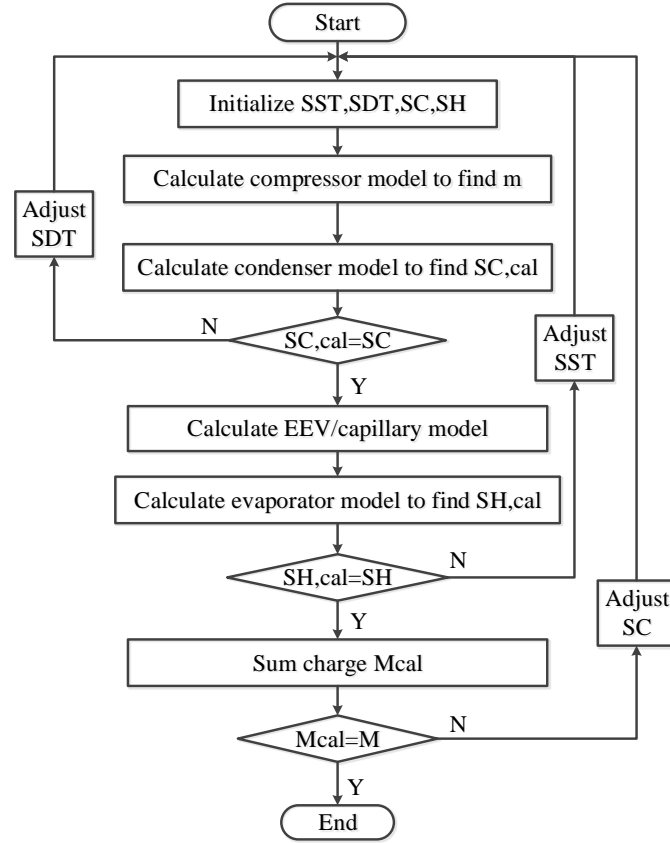 Start
Initialize SST,SDT,SC,SH
Calculate compressor model to find m
Adjust
SDT
Calculate condenser model to find SC,cal
N
SC,cal=SC
Adjust
SST
Y
Calculate EEV/capillary model
Calculate evaporator model to find SH,cal
N
SH,cal=SH
Adjust
SC
Y
Sum charge Mcal
N
Mcal=M
Y
End